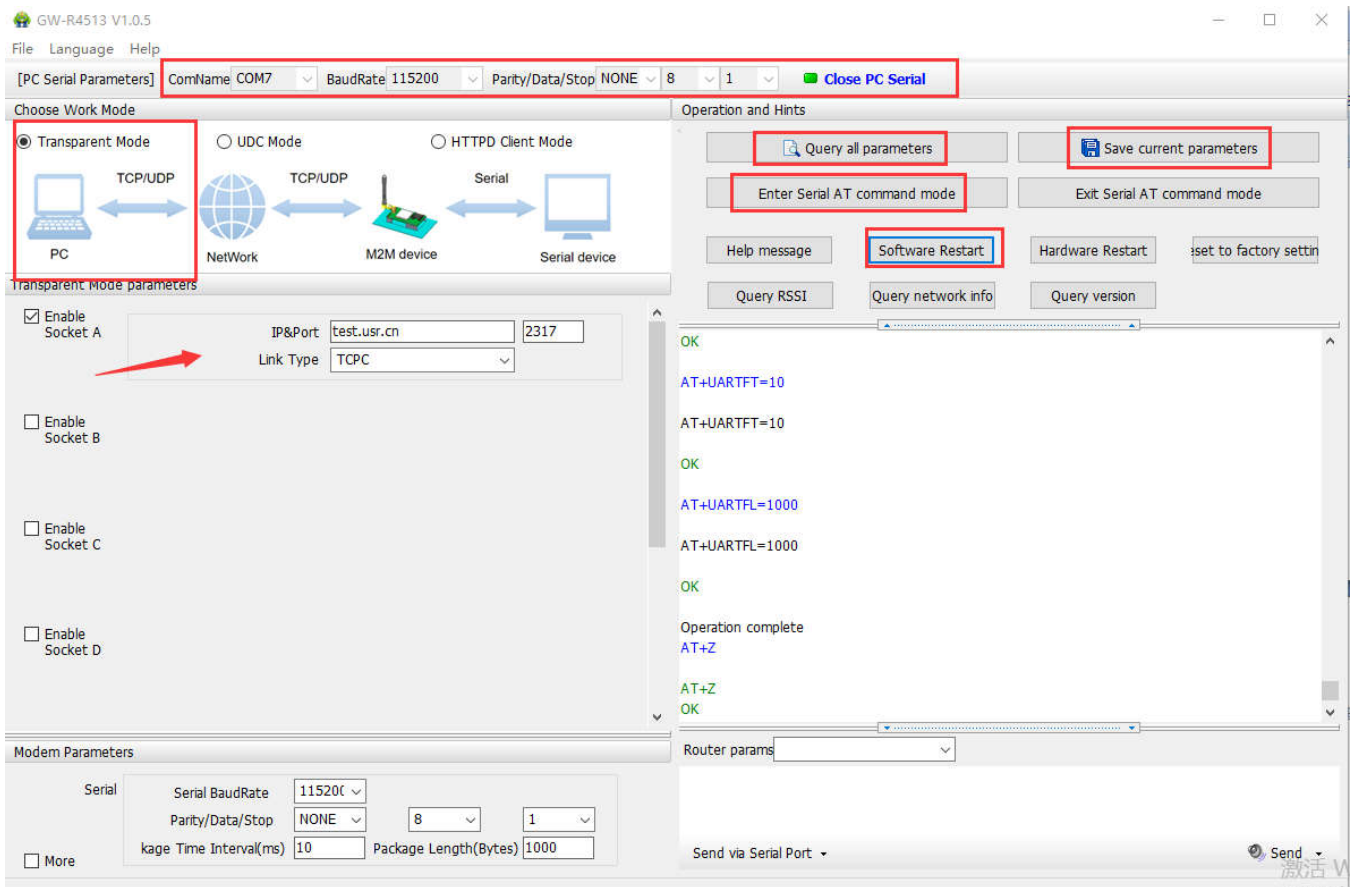 GW-R4513 V1.0.5
File Language Help
[PC Serial Parameters] ComName COM7 BaudRate 115200 Parity/Data/Stop NONE 8 1 Close PC Serial
Choose Work Mode
Transparent Mode UDC Mode HTTPD Client Mode
TCP/UDP TCP/UDP Serial
PC NetWork M2M device Serial device
Transparent Mode parameters
Enable
Socket A
IP&Port test.usr.cn 2317
Link Type TCPC
Enable
Socket B
Enable
Socket C
Enable
Socket D
Modem Parameters
Serial
Serial BaudRate 115200
Parity/Data/Stop NONE 8 1
kage Time Interval(ms) 10 Package Length(Bytes) 1000
More
Operation and Hints
Query all parameters Save current parameters
Enter Serial AT command mode Exit Serial AT command mode
Help message Software Restart Hardware Restart set to factory settin
Query RSSI Query network info Query version
OK
AT+UARTFT=10
AT+UARTFT=10
OK
AT+UARTFL=1000
AT+UARTFL=1000
OK
Operation complete
AT+Z
AT+Z
OK
Router params
Send via Serial Port Send
激活 W